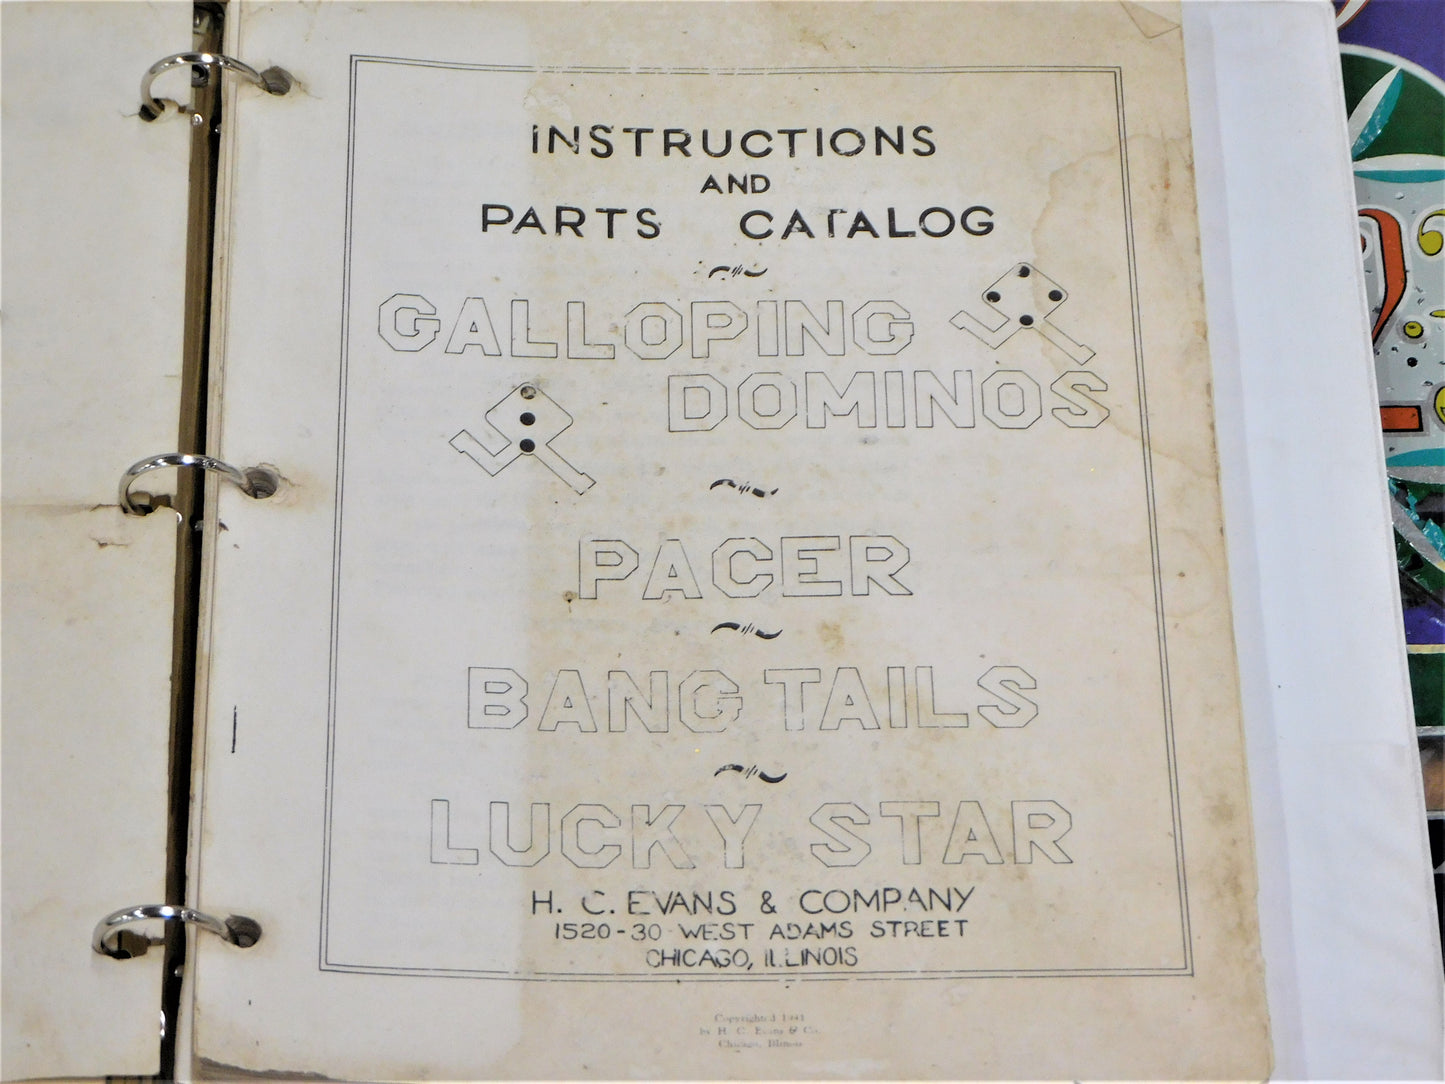 INSTRUCTIONS
AND
PARTS CATALOG
GALLOPING
DOMINOS
PACER
BANG TAILS
LUCKY STAR
H. C. EVANS & COMPANY
1520-30 WEST ADAMS STREET
CHICAGO, ILLINOIS
Copyrighted 1941
by H. C. Evans & Co.
Chicago, Illinois